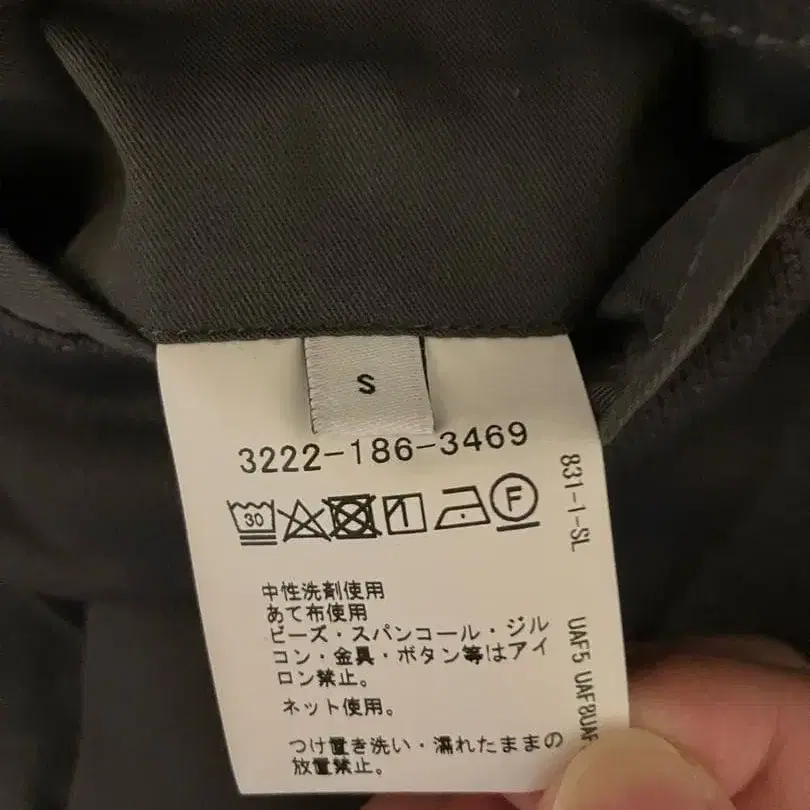 S
3222-186-3469
30
F
中性洗剤使用
あて布使用
ビーズ・スパンコール・ジル
コン・金具・ボタン等はアイ
ロン禁止。
ネット使用。
つけ置き洗い・濡れたままの
放置禁止。
831-1-SL
UAF5 UAF8UAF